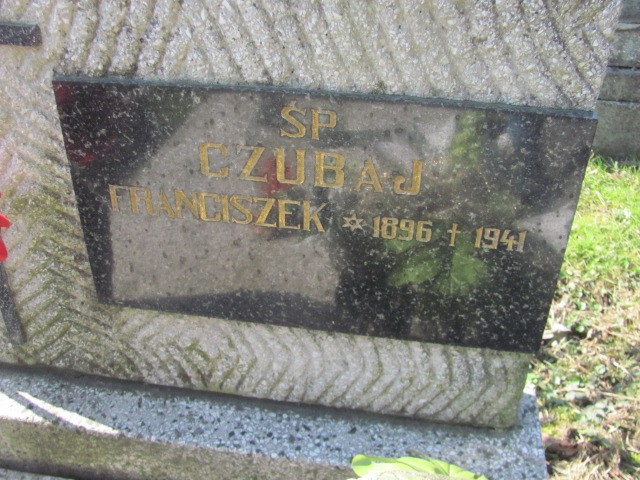 ŚP
CZUBAJ
FRANCISZEK * 1896 † 1941